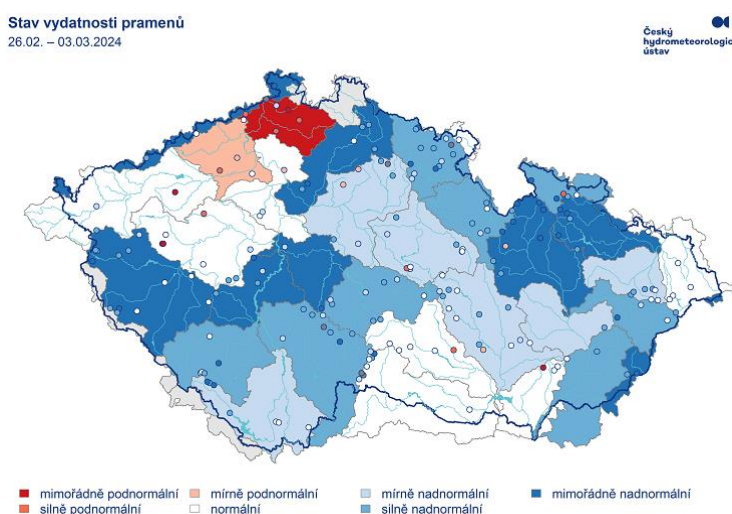 Stav vydatnosti pramenů
26.02. – 03.03.2024
Český
hydrometeorologic
ústav
mimořádně podnormální
mírně podnormální
mírně nadnormální
mimořádně nadnormální
silně podnormální
normální
silně nadnormální